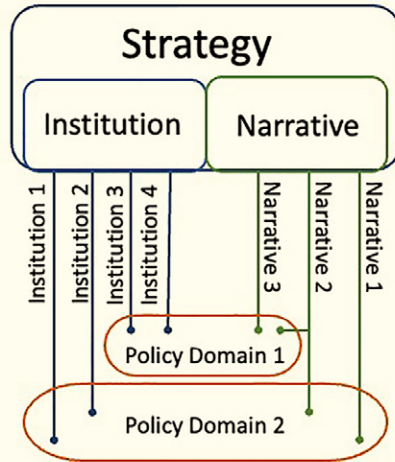 Strategy
Institution
Narrative
Institution 1
Institution 2
Institution 3
Institution 4
Narrative 3
Narrative 2
Narrative 1
Policy Domain 1
Policy Domain 2